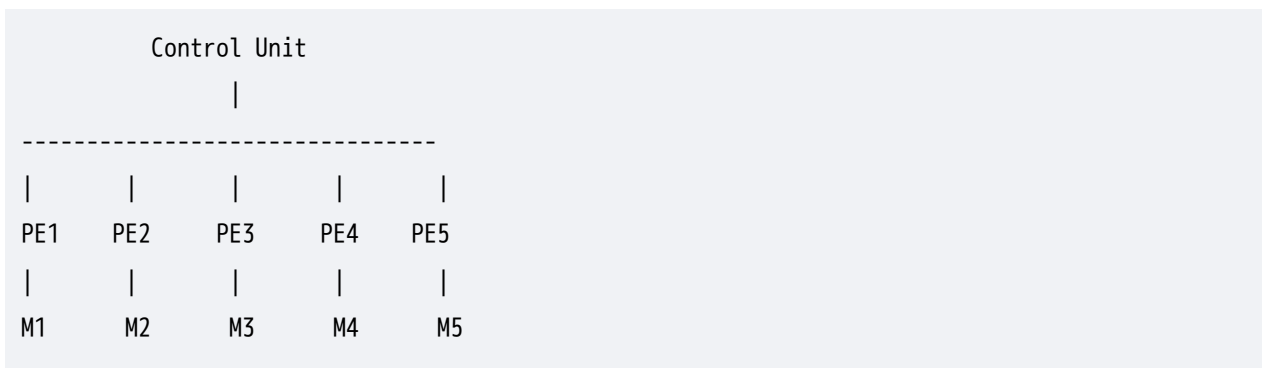 Control Unit
|
--------------------------------
| | | | |
PE1 PE2 PE3 PE4 PE5
| | | | |
M1 M2 M3 M4 M5